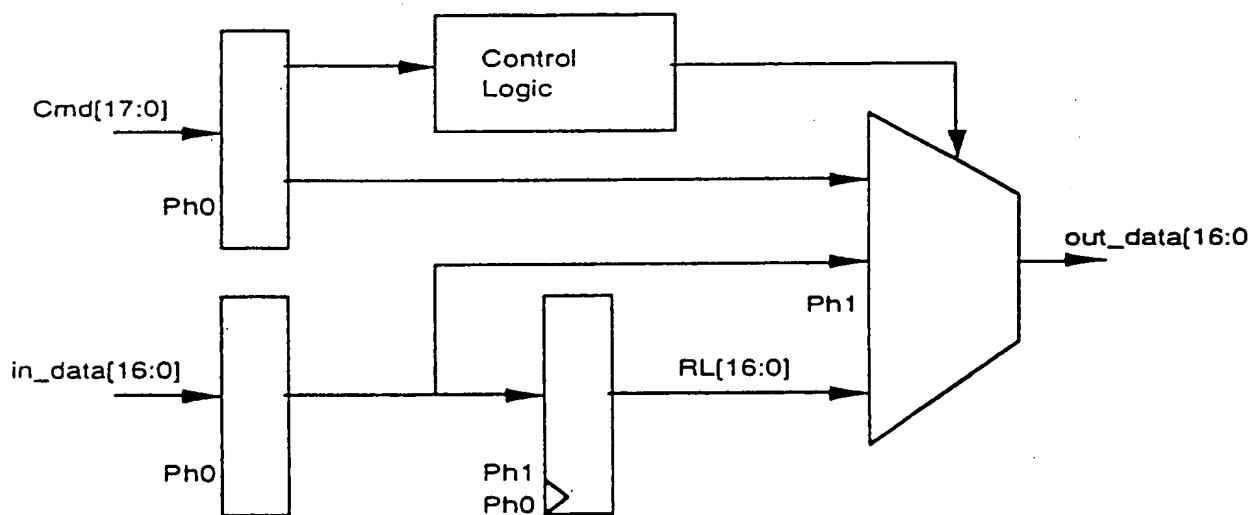 Control
Logic
Cmd[17:0]
Ph0
out_data[16:0
Ph1
in_data[16:0]
RL[16:0]
Ph0
Ph1
Ph0